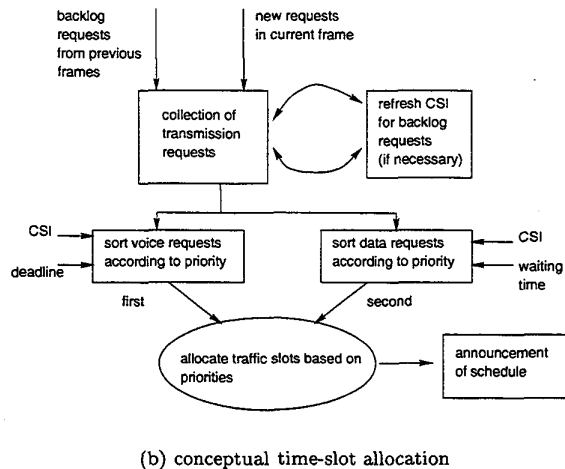 backlog
requests
from previous
frames
new requests
in current frame
collection of
transmission
requests
refresh CSI
for backlog
requests
(if necessary)
CSI
deadline
sort voice requests
according to priority
sort data requests
according to priority
CSI
waiting
time
first
second
allocate traffic slots based on
priorities
announcement
of schedule
(b) conceptual time-slot allocation